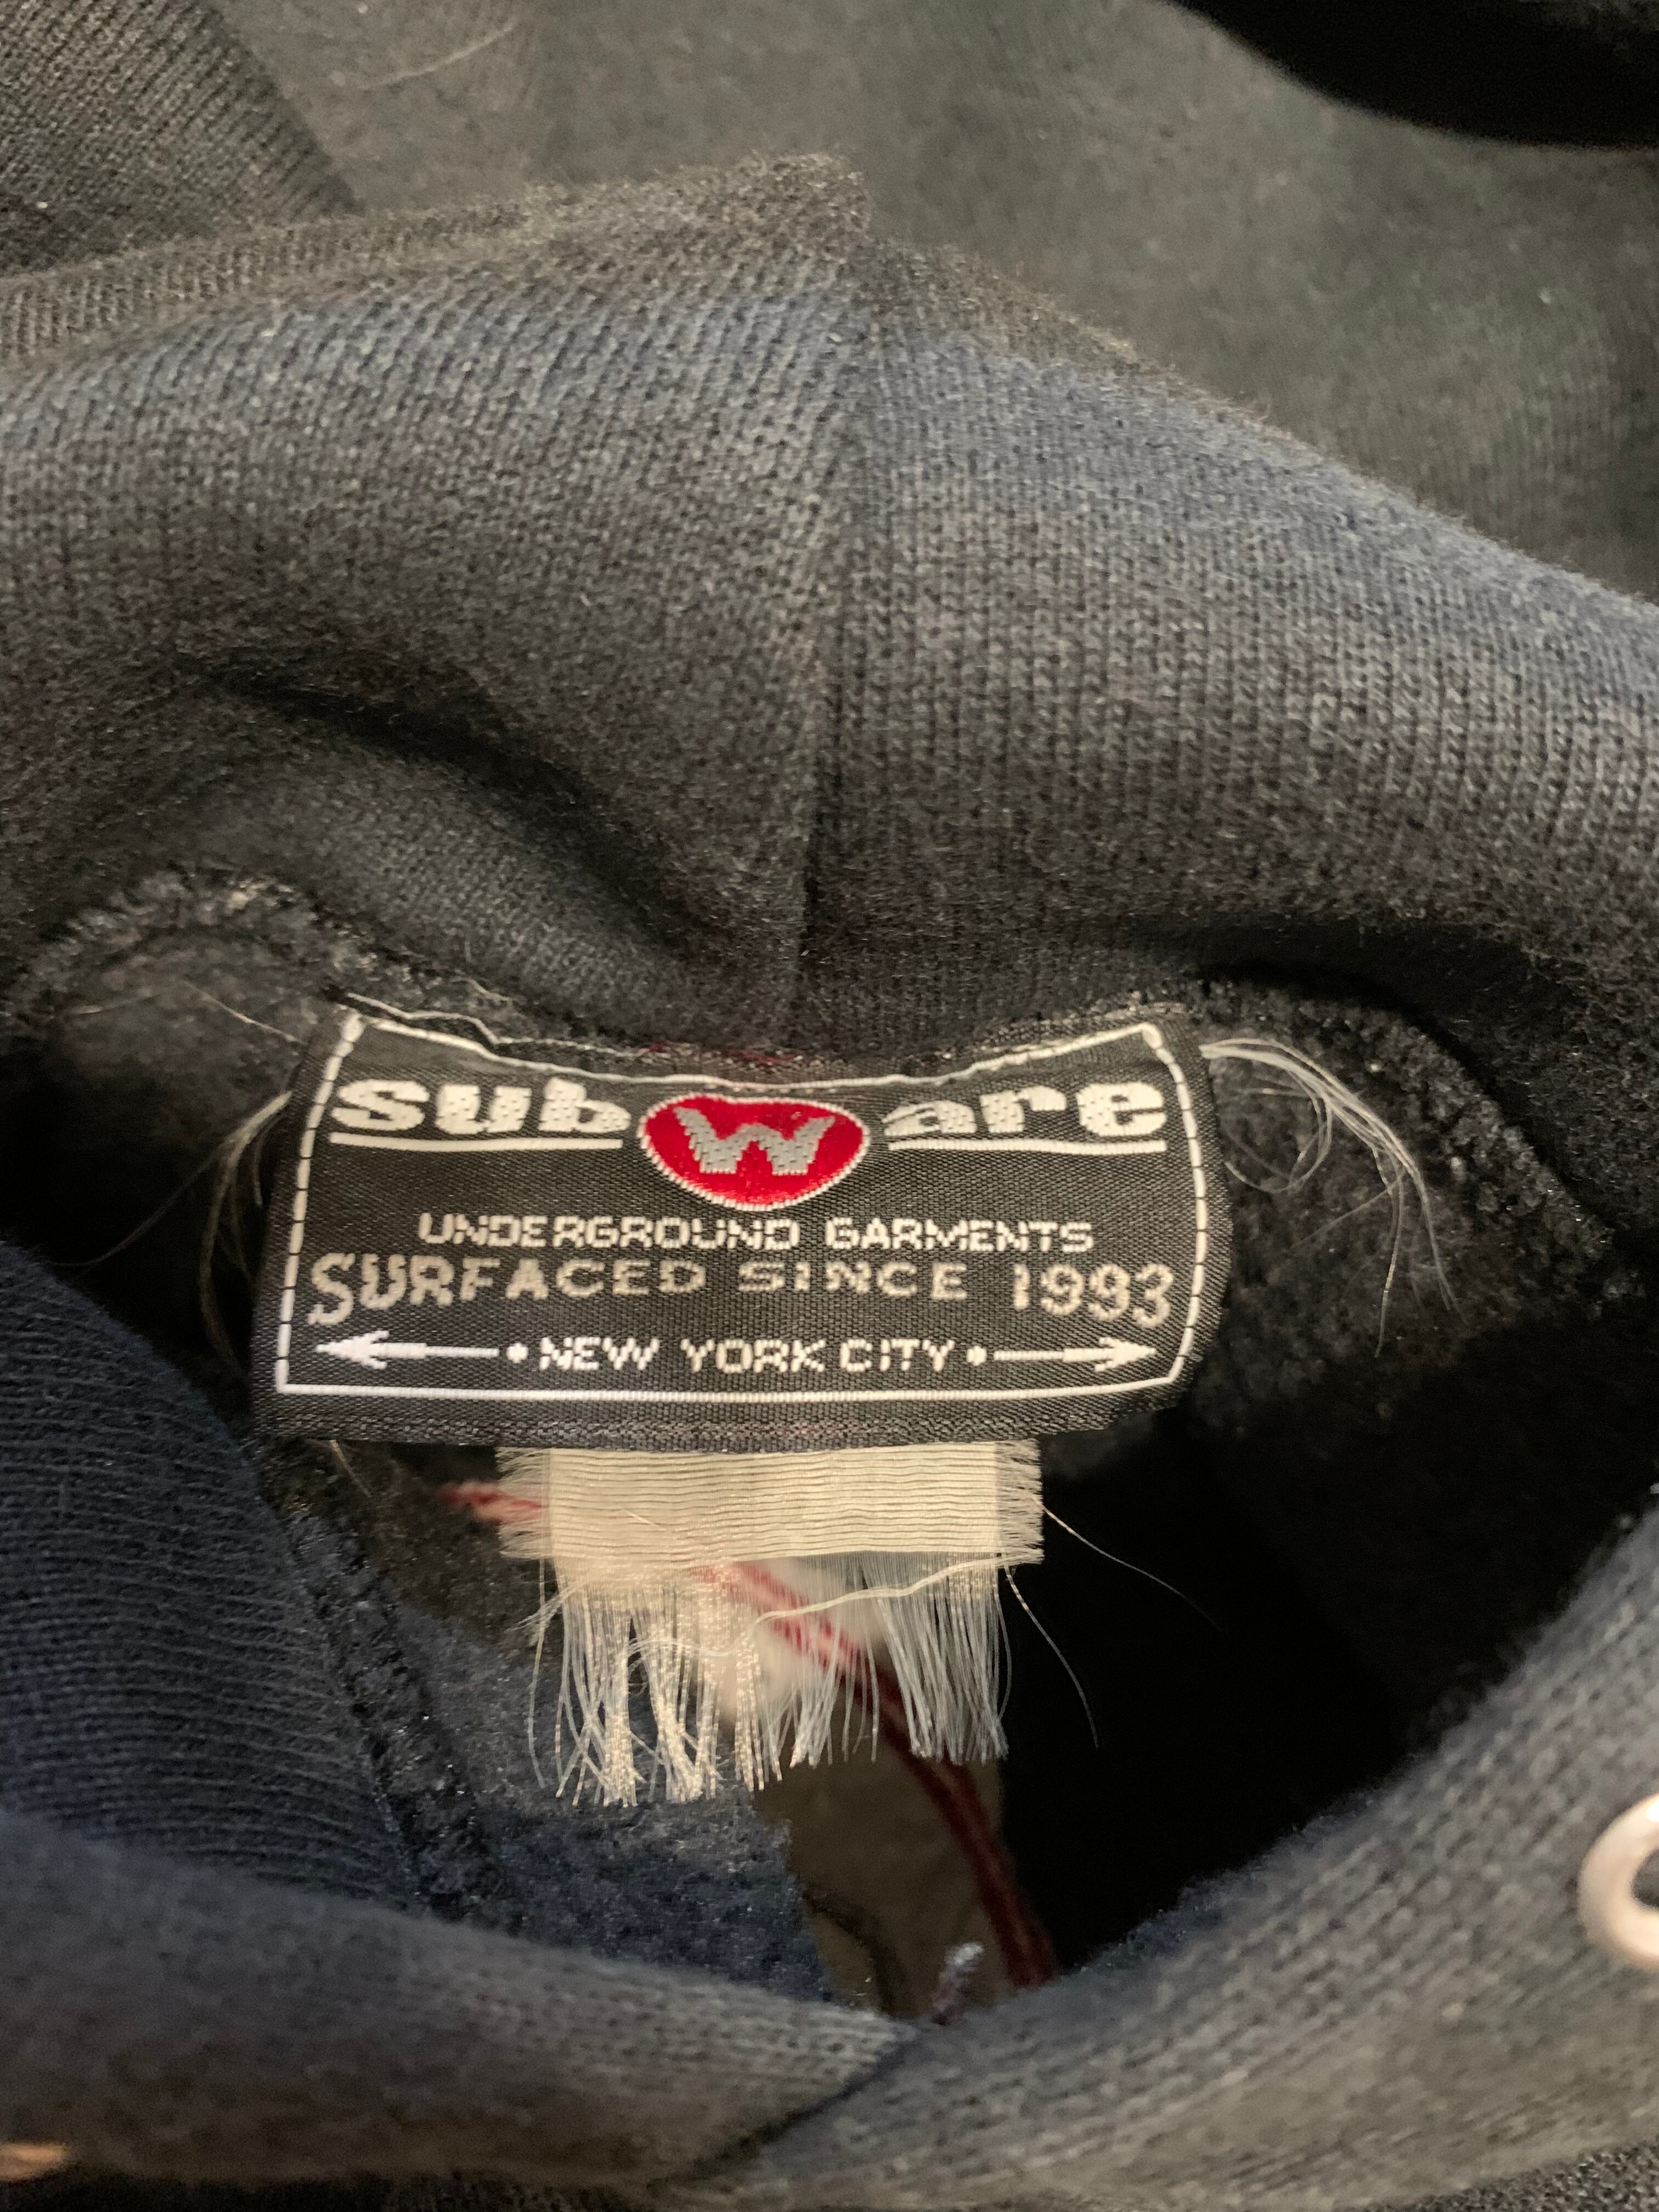 subWare
UNDERGROUND GARMENTS
SURFACED SINCE 1993
NEW YORK CITY